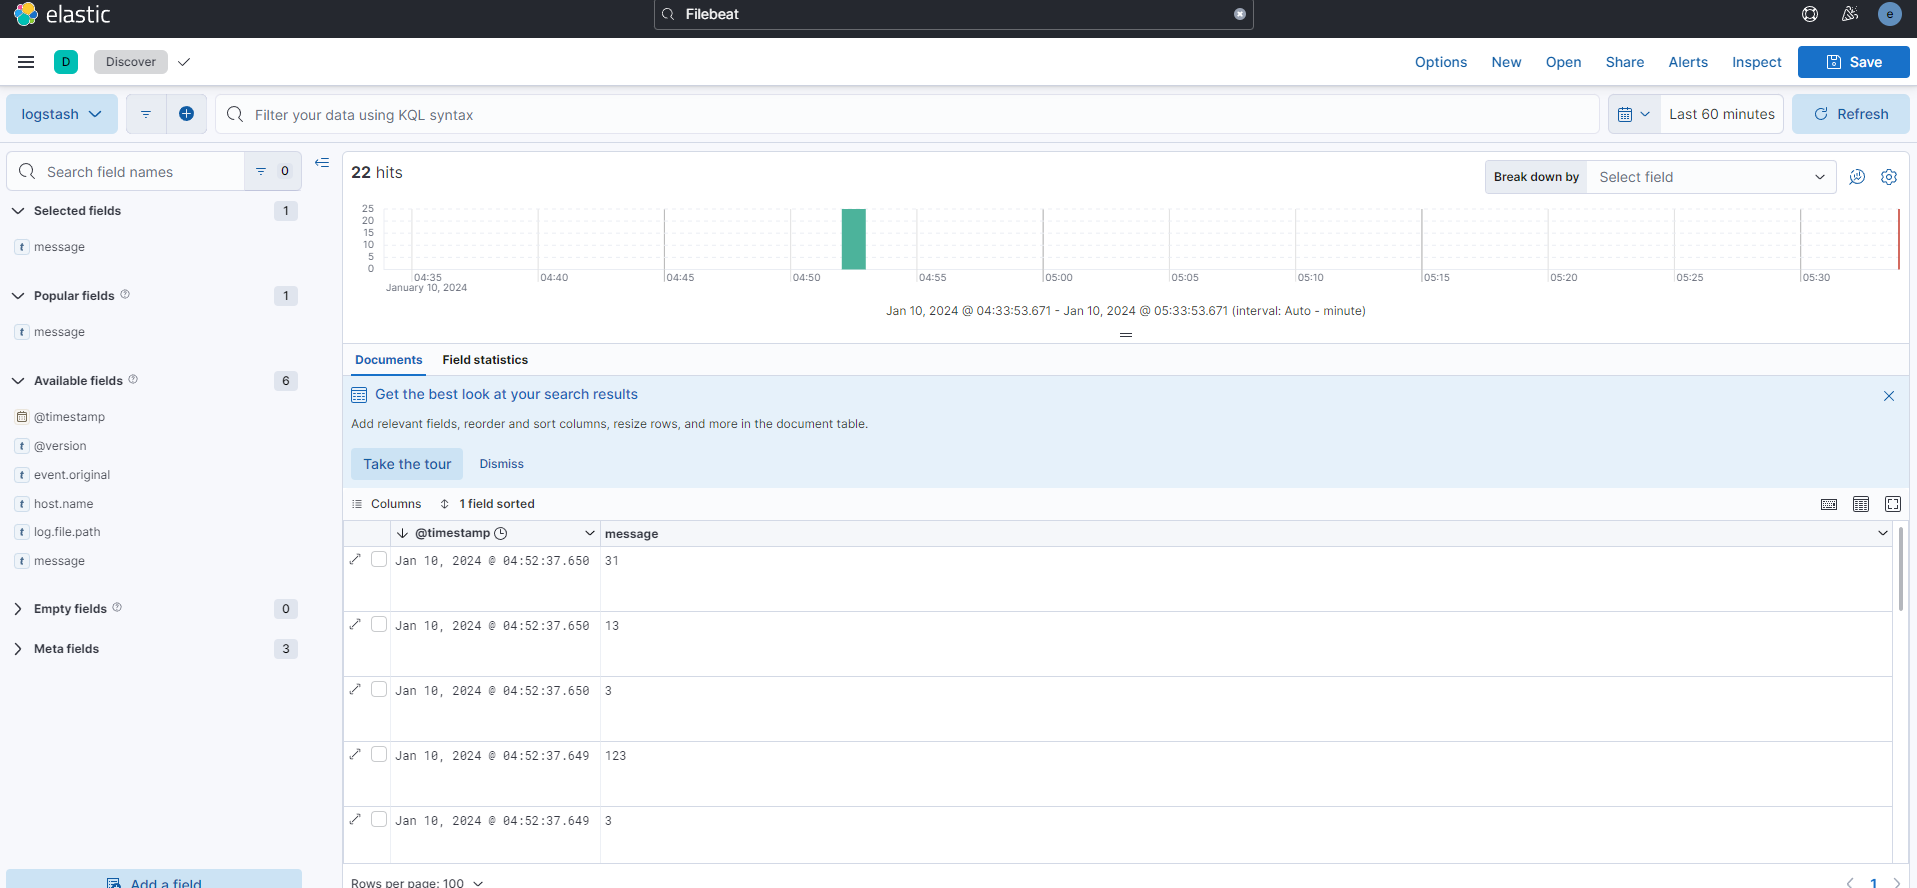 elastic
Filebeat
e
D
Discover
Options
New
Open
Share
Alerts
Inspect
Save
logstash
Filter your data using KQL syntax
Last 60 minutes
Refresh
Search field names
0
Selected fields
1
t message
Popular fields
1
t message
Available fields
6
@timestamp
t @version
t event.original
t host.name
t log.file.path
t message
Empty fields
0
Meta fields
3
Add a field
22 hits
Break down by
Select field
25
20
15
10
5
0
04:35
04:40
04:45
04:50
04:55
05:00
05:05
05:10
05:15
05:20
05:25
05:30
January 10, 2024
Jan 10, 2024 @ 04:33:53.671 - Jan 10, 2024 @ 05:33:53.671 (interval: Auto - minute)
Documents
Field statistics
Get the best look at your search results
Add relevant fields, reorder and sort columns, resize rows, and more in the document table.
Take the tour
Dismiss
Columns
1 field sorted
@timestamp
message
Jan 10, 2024 @ 04:52:37.650 31
Jan 10, 2024 @ 04:52:37.650 13
Jan 10, 2024 @ 04:52:37.650 3
Jan 10, 2024 @ 04:52:37.649 123
Jan 10, 2024 @ 04:52:37.649 3
Rows per page: 100
1